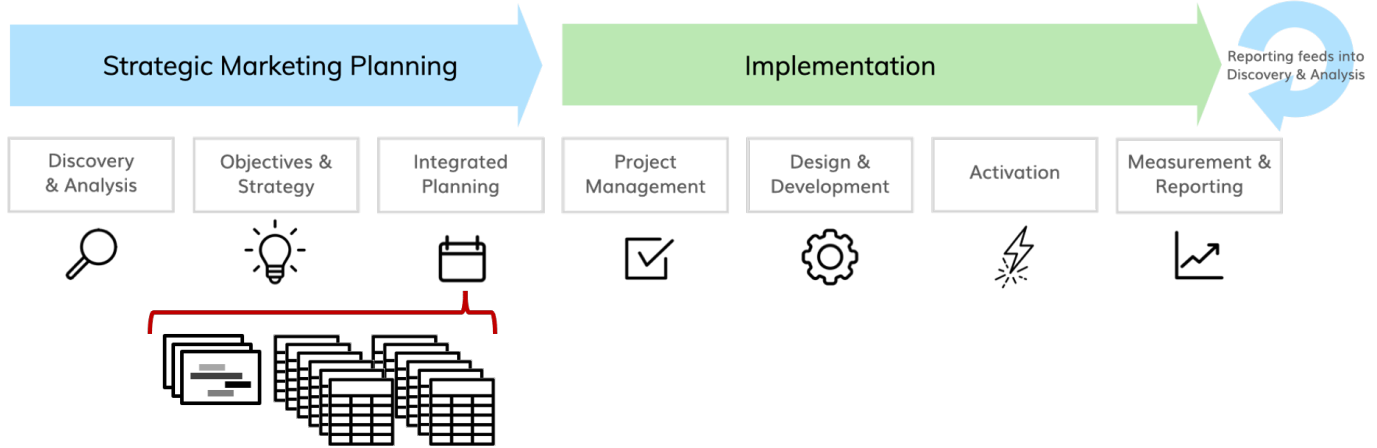 Strategic Marketing Planning
Implementation
Reporting feeds into
Discovery & Analysis
Discovery
& Analysis
Objectives &
Strategy
Integrated
Planning
Project
Management
Design &
Development
Activation
Measurement &
Reporting